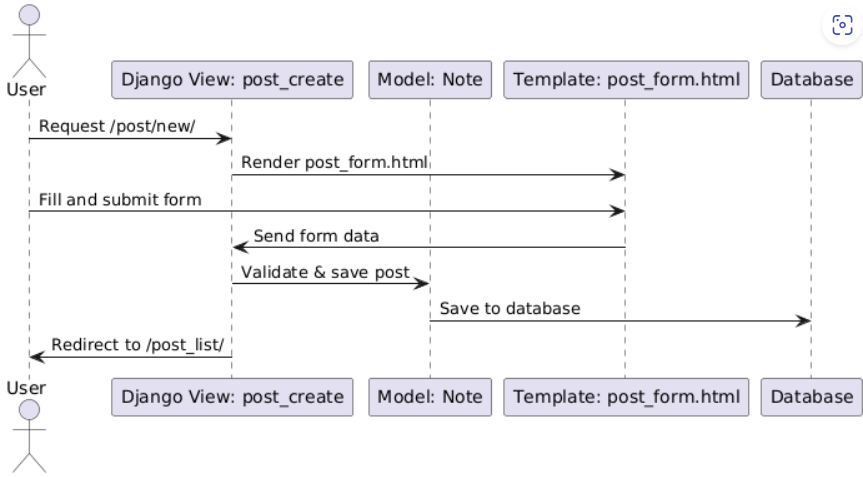 User
Django View: post_create
Model: Note
Template: post_form.html
Database
Request /post/new/
Render post_form.html
Fill and submit form
Send form data
Validate & save post
Save to database
Redirect to /post_list/
User
Django View: post_create
Model: Note
Template: post_form.html
Database